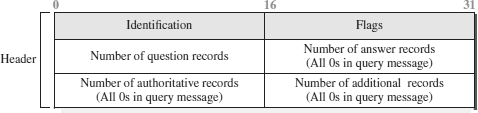 0 16 31
Identification Flags
Header
Number of question records
Number of answer records
(All 0s in query message)
Number of authoritative records
(All 0s in query message)
Number of additional records
(All 0s in query message)